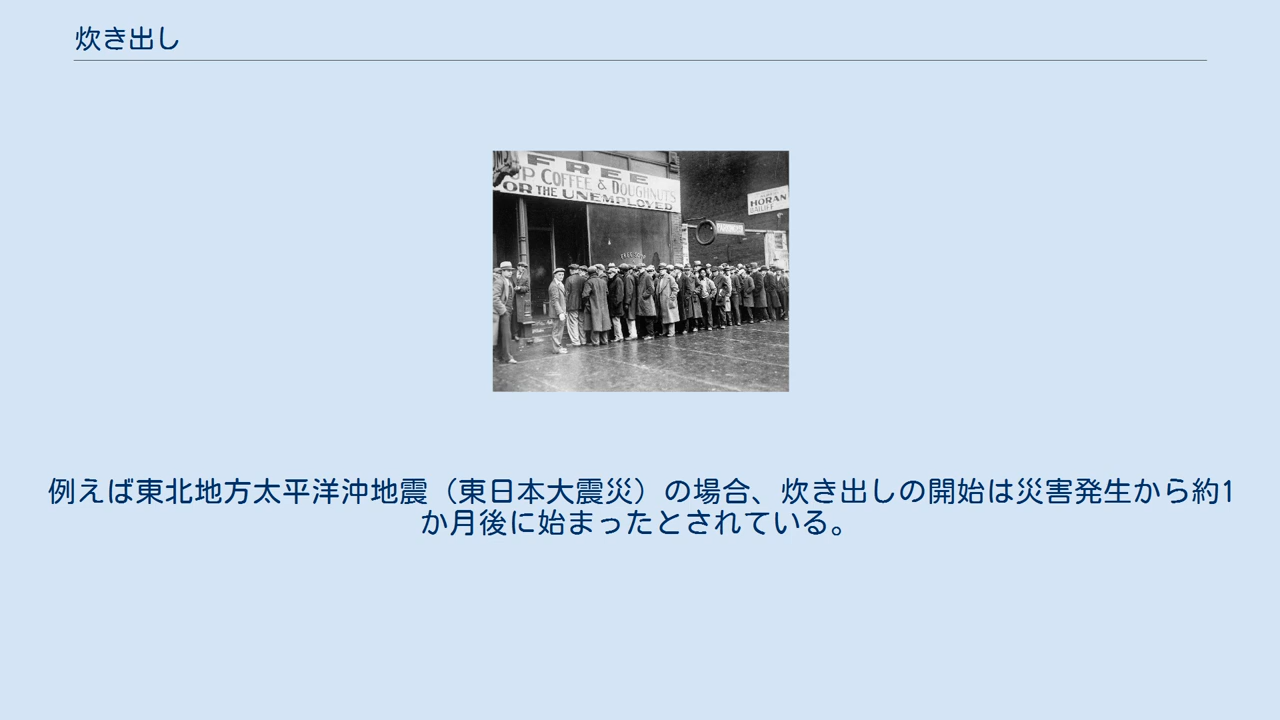 炊き出し
FREE
COFFEE & DOUGHNUTS
OR THE UNEMPLOYED
HORAN
例えば東北地方太平洋沖地震（東日本大震災）の場合、炊き出しの開始は災害発生から約1
か月後に始まったとされている。